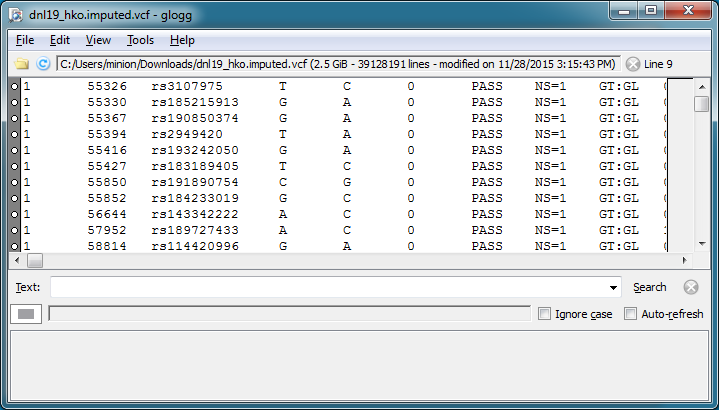 dnl19_hko.imputed.vcf - glogg
File Edit View Tools Help
C:/Users/minion/Downloads/dnl19_hko.imputed.vcf (2.5 GiB - 39128191 lines - modified on 11/28/2015 3:15:43 PM) Line 9
1 55326 rs3107975 T C 0 PASS NS=1 GT:GL
1 55330 rs185215913 G A 0 PASS NS=1 GT:GL
1 55367 rs190850374 G A 0 PASS NS=1 GT:GL
1 55394 rs2949420 T A 0 PASS NS=1 GT:GL
1 55416 rs193242050 G A 0 PASS NS=1 GT:GL
1 55427 rs183189405 T C 0 PASS NS=1 GT:GL
1 55850 rs191890754 C G 0 PASS NS=1 GT:GL
1 55852 rs184233019 G C 0 PASS NS=1 GT:GL
1 56644 rs143342222 A C 0 PASS NS=1 GT:GL
1 57952 rs189727433 A C 0 PASS NS=1 GT:GL
1 58814 rs114420996 G A 0 PASS NS=1 GT:GL
Text: Search
Ignore case Auto-refresh